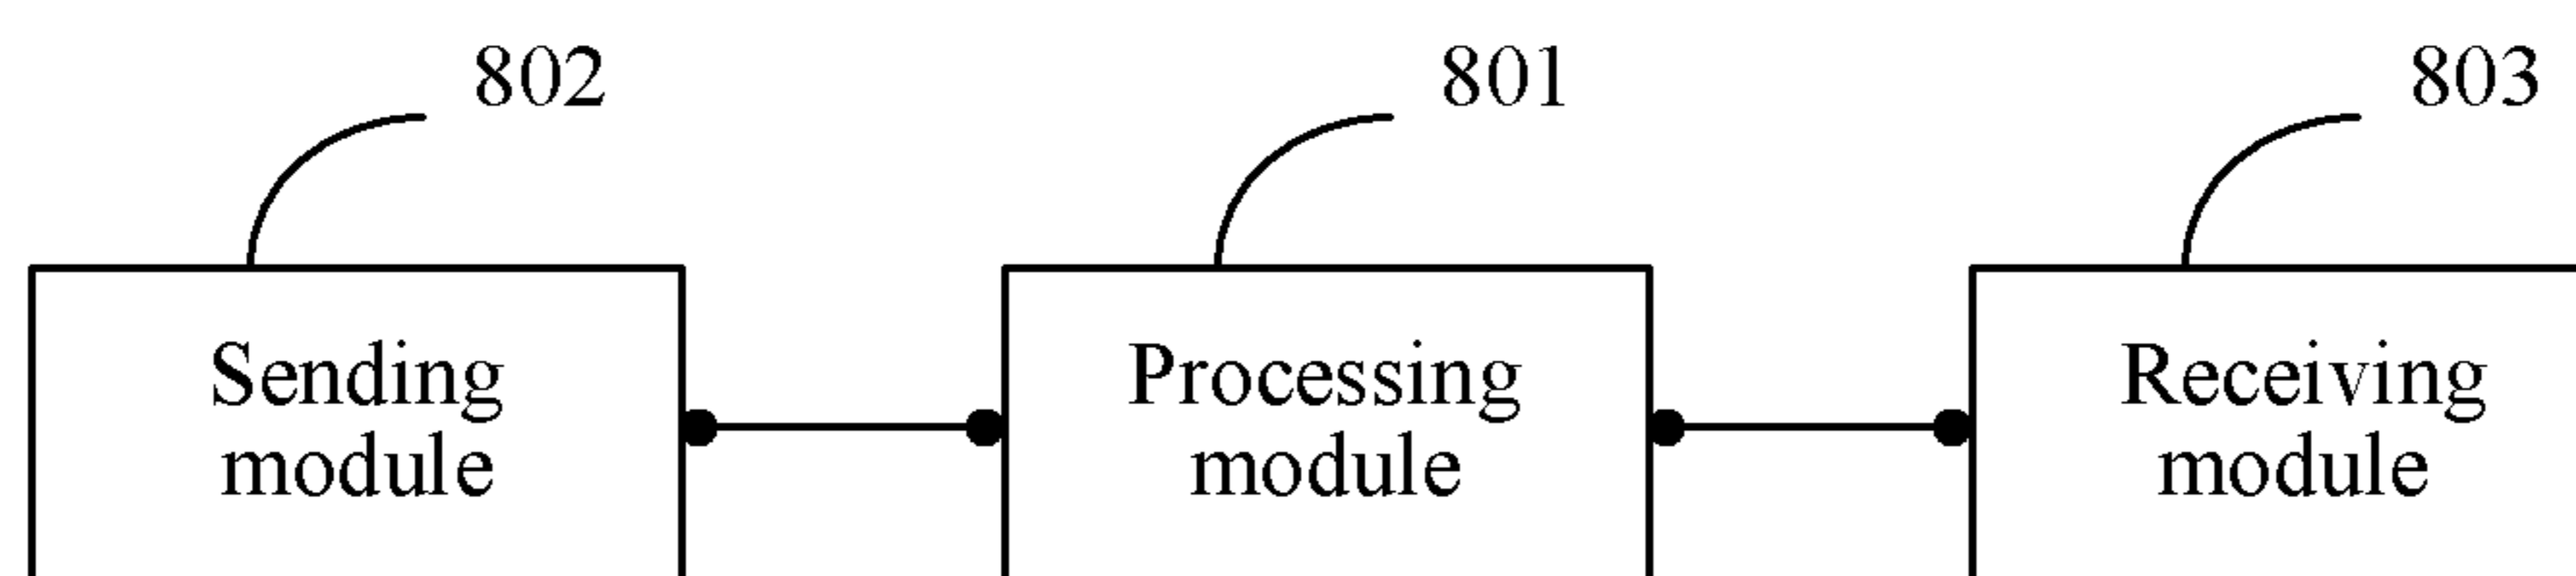 802
801
803
Sending
module
Processing
module
Receiving
module